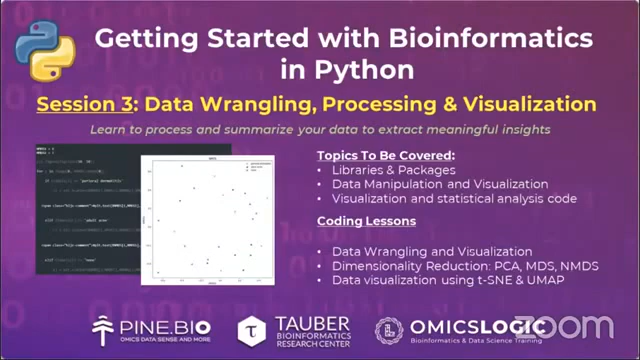 Getting Started with Bioinformatics
in Python
Session 3: Data Wrangling, Processing & Visualization
Learn to process and summarize your data to extract meaningful insights
Topics To Be Covered:
• Libraries & Packages
• Data Manipulation and Visualization
• Visualization and statistical analysis code
Coding Lessons
• Data Wrangling and Visualization
• Dimensionality Reduction: PCA, MDS, NMDS
• Data visualization using t-SNE & UMAP
zoom
PINE.BIO
OMICS DATA SENSE AND MORE
TAUBER
BIOINFORMATICS
RESEARCH CENTER
OMICSLOGIC
Bioinformatics & Data Science Training